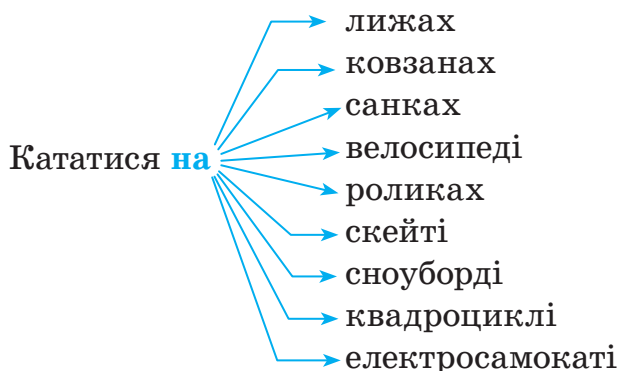 лижах
ковзанах
санках
Кататися на
велосипеді
роликах
скейті
сноуборді
квадроциклі
електросамокаті